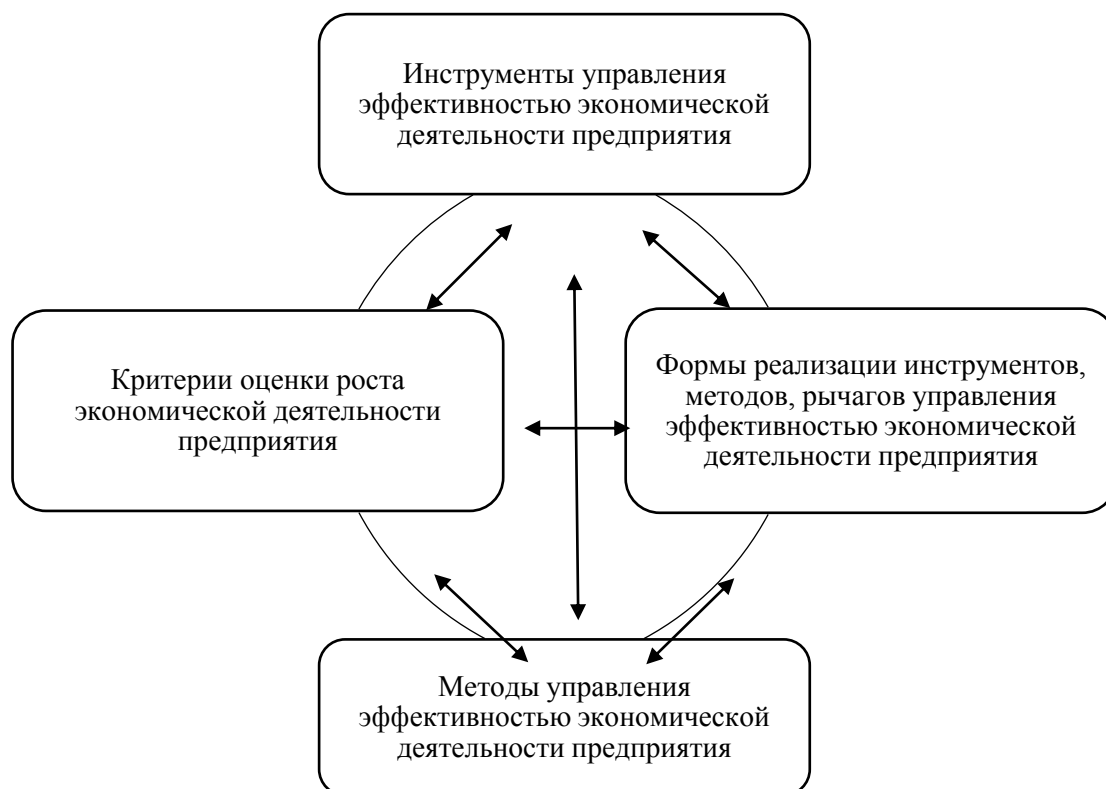 Инструменты управления
эффективностью экономической
деятельности предприятия
Критерии оценки роста
экономической деятельности
предприятия
Формы реализации инструментов,
методов, рычагов управления
эффективностью экономической
деятельности предприятия
Методы управления
эффективностью экономической
деятельности предприятия